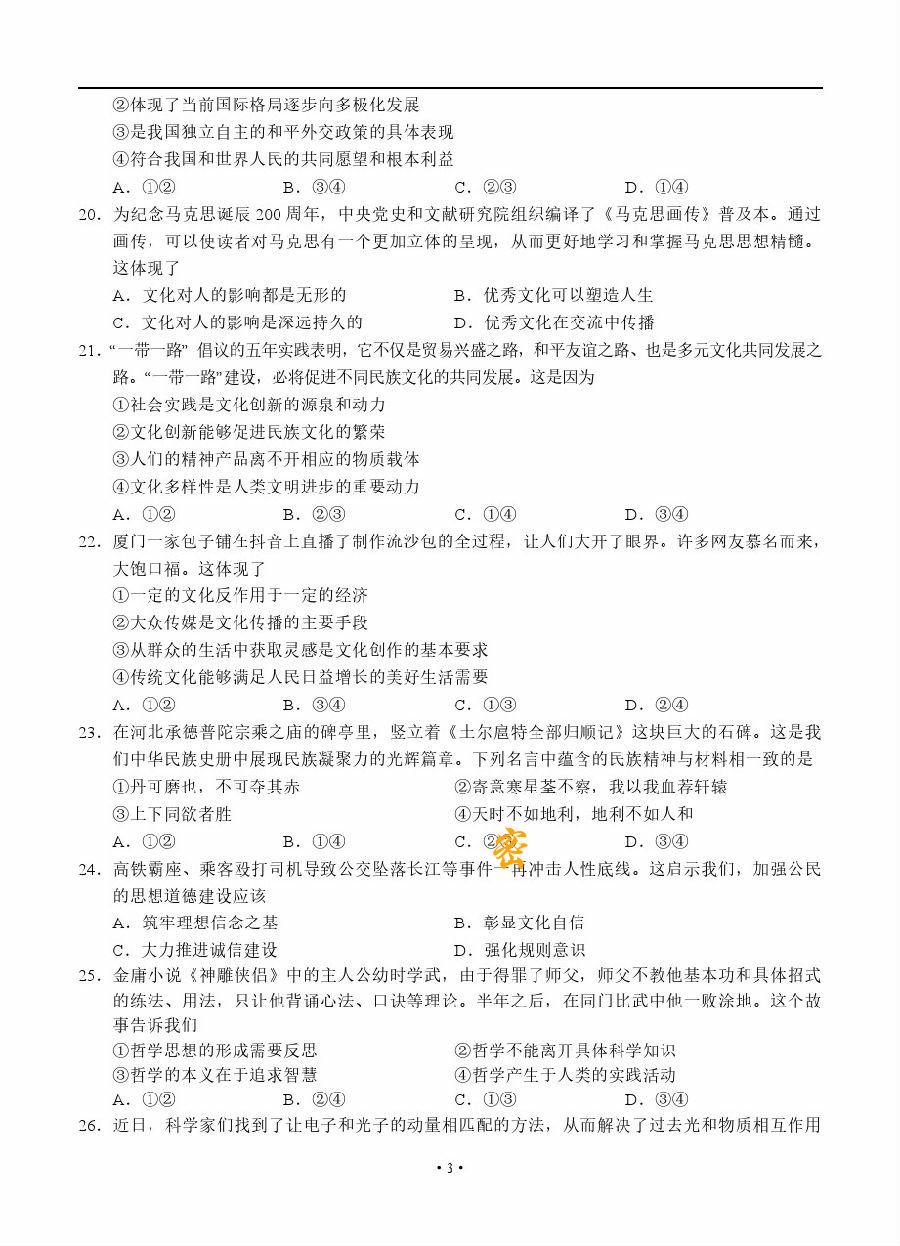 ②体现了当前国际格局逐步向多极化发展
③是我国独立自主的和平外交政策的具体表现
④符合我国和世界人民的共同愿望和根本利益
A．①② B．③④ C．②③ D．①④
20．为纪念马克思诞辰 200 周年，中央党史和文献研究院组织编译了《马克思画传》普及本。通过
画传，可以使读者对马克思有一个更加立体的呈现，从而更好地学习和掌握马克思思想精髓。
这体现了
A．文化对人的影响都是无形的 B．优秀文化可以塑造人生
C．文化对人的影响是深远持久的 D．优秀文化在交流中传播
21．“一带一路” 倡议的五年实践表明，它不仅是贸易兴盛之路，和平友谊之路、也是多元文化共同发展之
路。“一带一路”建设，必将促进不同民族文化的共同发展。这是因为
①社会实践是文化创新的源泉和动力
②文化创新能够促进民族文化的繁荣
③人们的精神产品离不开相应的物质载体
④文化多样性是人类文明进步的重要动力
A．①② B．②③ C．①④ D．③④
22．厦门一家包子铺在抖音上直播了制作流沙包的全过程，让人们大开了眼界。许多网友慕名而来，
大饱口福。这体现了
①一定的文化反作用于一定的经济
②大众传媒是文化传播的主要手段
③从群众的生活中获取灵感是文化创作的基本要求
④传统文化能够满足人民日益增长的美好生活需要
A．①② B．③④ C．①③ D．②④
23．在河北承德普陀宗乘之庙的碑亭里，竖立着《土尔扈特全部归顺记》这块巨大的石碑。这是我
们中华民族史册中展现民族凝聚力的光辉篇章。下列名言中蕴含的民族精神与材料相一致的是
①丹可磨也，不可夺其赤 ②寄意寒星荃不察，我以我血荐轩辕
③上下同欲者胜 ④天时不如地利，地利不如人和
A．①② B．①④ C．② D．③④
密
24．高铁霸座、乘客殴打司机导致公交坠落长江等事件一再冲击人性底线。这启示我们，加强公民
的思想道德建设应该
A．筑牢理想信念之基 B．彰显文化自信
C．大力推进诚信建设 D．强化规则意识
25．金庸小说《神雕侠侣》中的主人公幼时学武，由于得罪了师父，师父不教他基本功和具体招式
的练法、用法，只让他背诵心法、口诀等理论。半年之后，在同门比武中他一败涂地。这个故
事告诉我们
①哲学思想的形成需要反思 ②哲学不能离开具体科学知识
③哲学的本义在于追求智慧 ④哲学产生于人类的实践活动
A．①② B．②④ C．①③ D．③④
26．近日，科学家们找到了让电子和光子的动量相匹配的方法，从而解决了过去光和物质相互作用
·3·